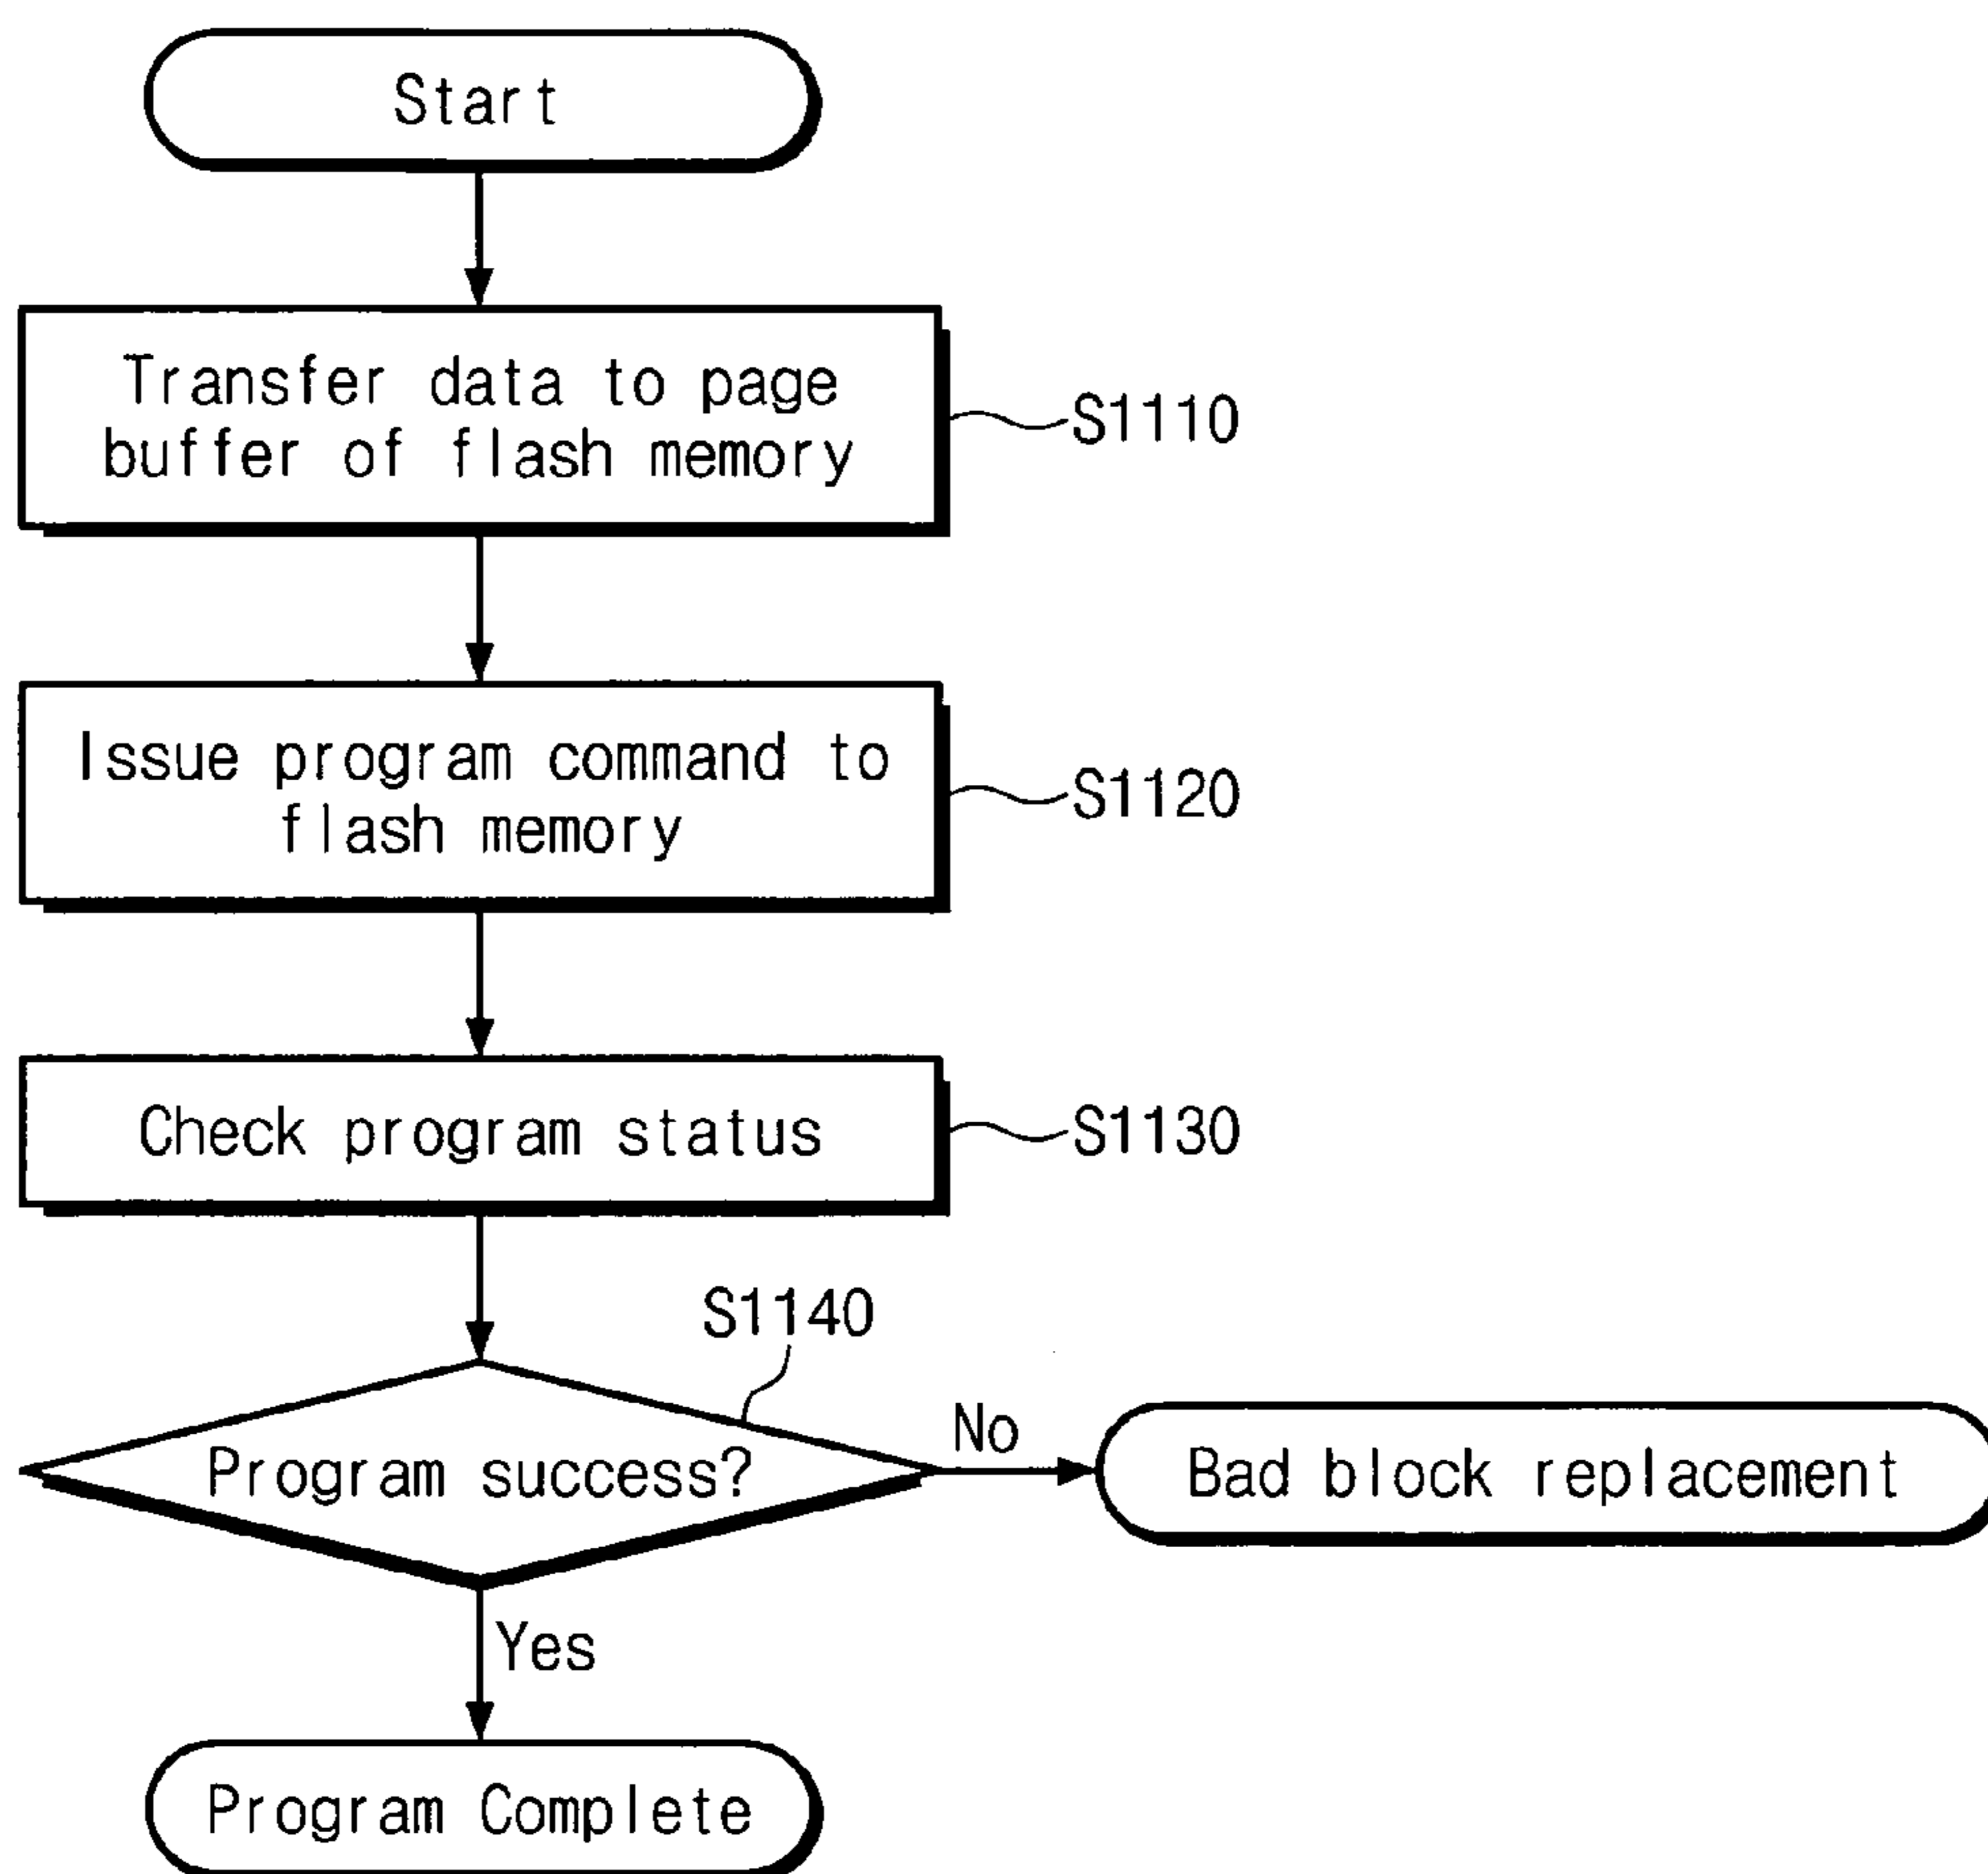 Start
Transfer data to page
buffer of flash memory
S1110
Issue program command to
flash memory
S1120
Check program status
S1130
S1140
Program success?
No
Bad block replacement
Yes
Program Complete